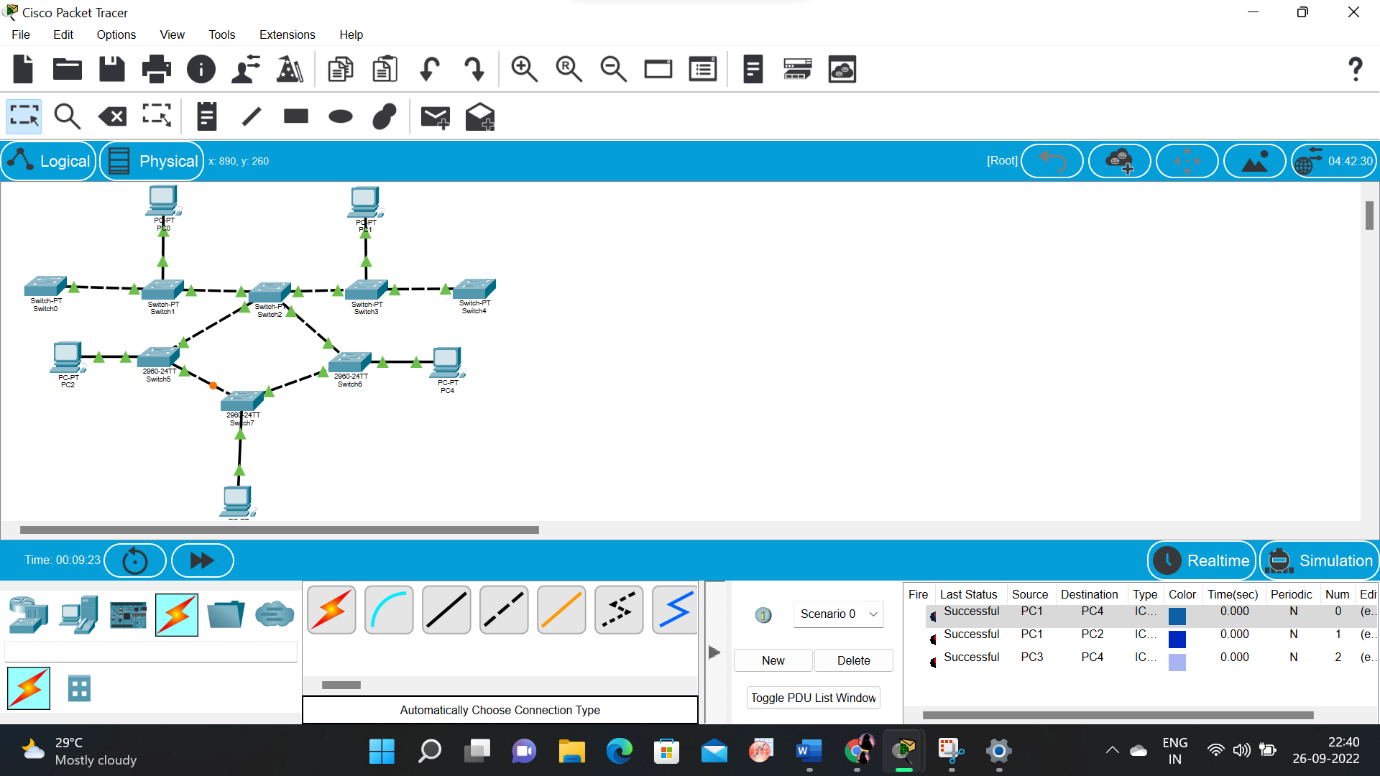 Cisco Packet Tracer
File Edit Options View Tools Extensions Help
Logical Physical x: 890, y: 260 [Root] 04:42:30
PC-PT PC-PT
PC0 PC1
Switch-PT Switch-PT Switch-PT Switch-PT Switch-PT
Switch0 Switch1 Switch2 Switch3 Switch4
PC-PT 2960-24TT 2960-24TT PC-PT
PC2 Switch5 Switch6 PC4
2960-24TT
Switch7
Time: 00:09:23 Realtime Simulation
Scenario 0
New Delete
Toggle PDU List Window
Automatically Choose Connection Type
Fire Last Status Source Destination Type Color Time(sec) Periodic Num Edi
Successful PC1 PC4 IC... 0.000 N 0 (e..
Successful PC1 PC2 IC... 0.000 N 1 (e..
Successful PC3 PC4 IC... 0.000 N 2 (e..
29°C
Mostly cloudy
ENG
IN
22:40
26-09-2022